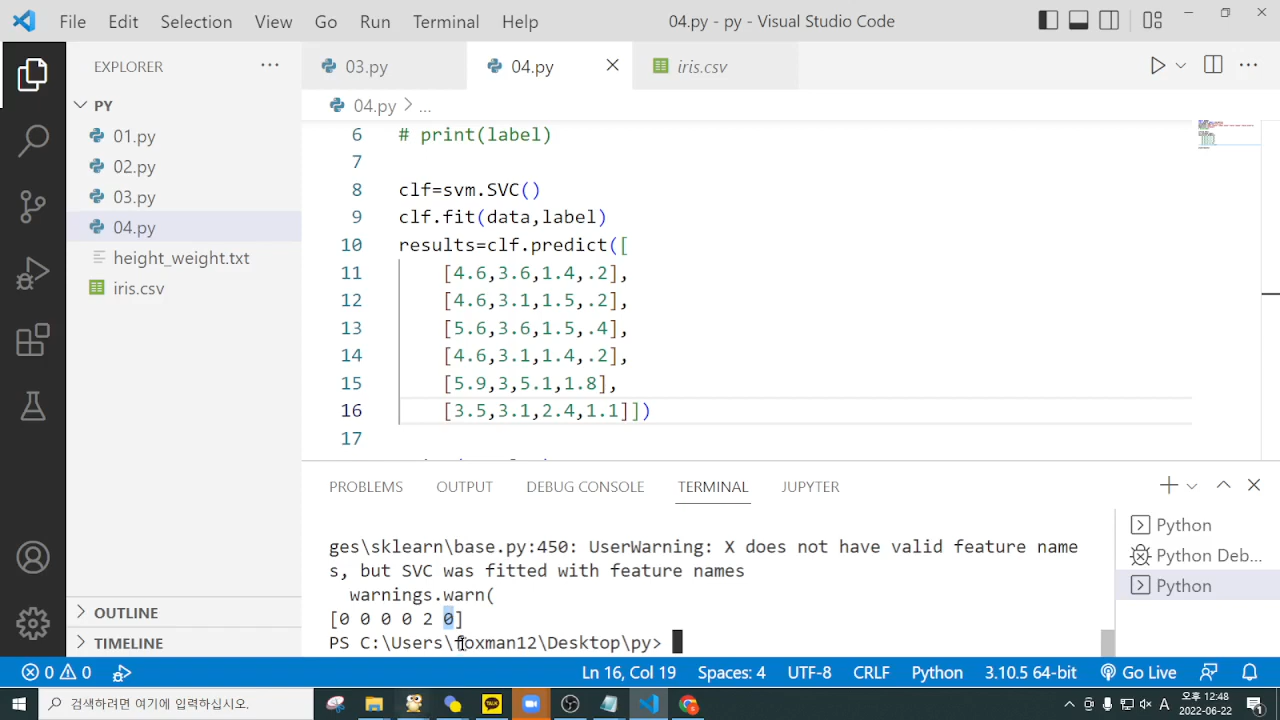 File Edit Selection View Go Run Terminal Help 04.py - py - Visual Studio Code
EXPLORER ...
03.py 04.py iris.csv
PY
01.py
02.py
03.py
04.py
height_weight.txt
iris.csv
OUTLINE
TIMELINE
04.py > ...
6 # print(label)
7
8 clf=svm.SVC()
9 clf.fit(data,label)
10 results=clf.predict([
11 [4.6,3.6,1.4,.2],
12 [4.6,3.1,1.5,.2],
13 [5.6,3.6,1.5,.4],
14 [4.6,3.1,1.4,.2],
15 [5.9,3,5.1,1.8],
16 [3.5,3.1,2.4,1.1]])
17
PROBLEMS OUTPUT DEBUG CONSOLE TERMINAL JUPYTER
ges\sklearn\base.py:450: UserWarning: X does not have valid feature name
s, but SVC was fitted with feature names
warnings.warn(
[0 0 0 0 2 0]
PS C:\Users\foxman12\Desktop\py>
Python
Python Deb...
Python
0 0 Ln 16, Col 19 Spaces: 4 UTF-8 CRLF Python 3.10.5 64-bit Go Live
검색하려면 여기에 입력하십시오. TALK A 오후 12:48
2022-06-22 1